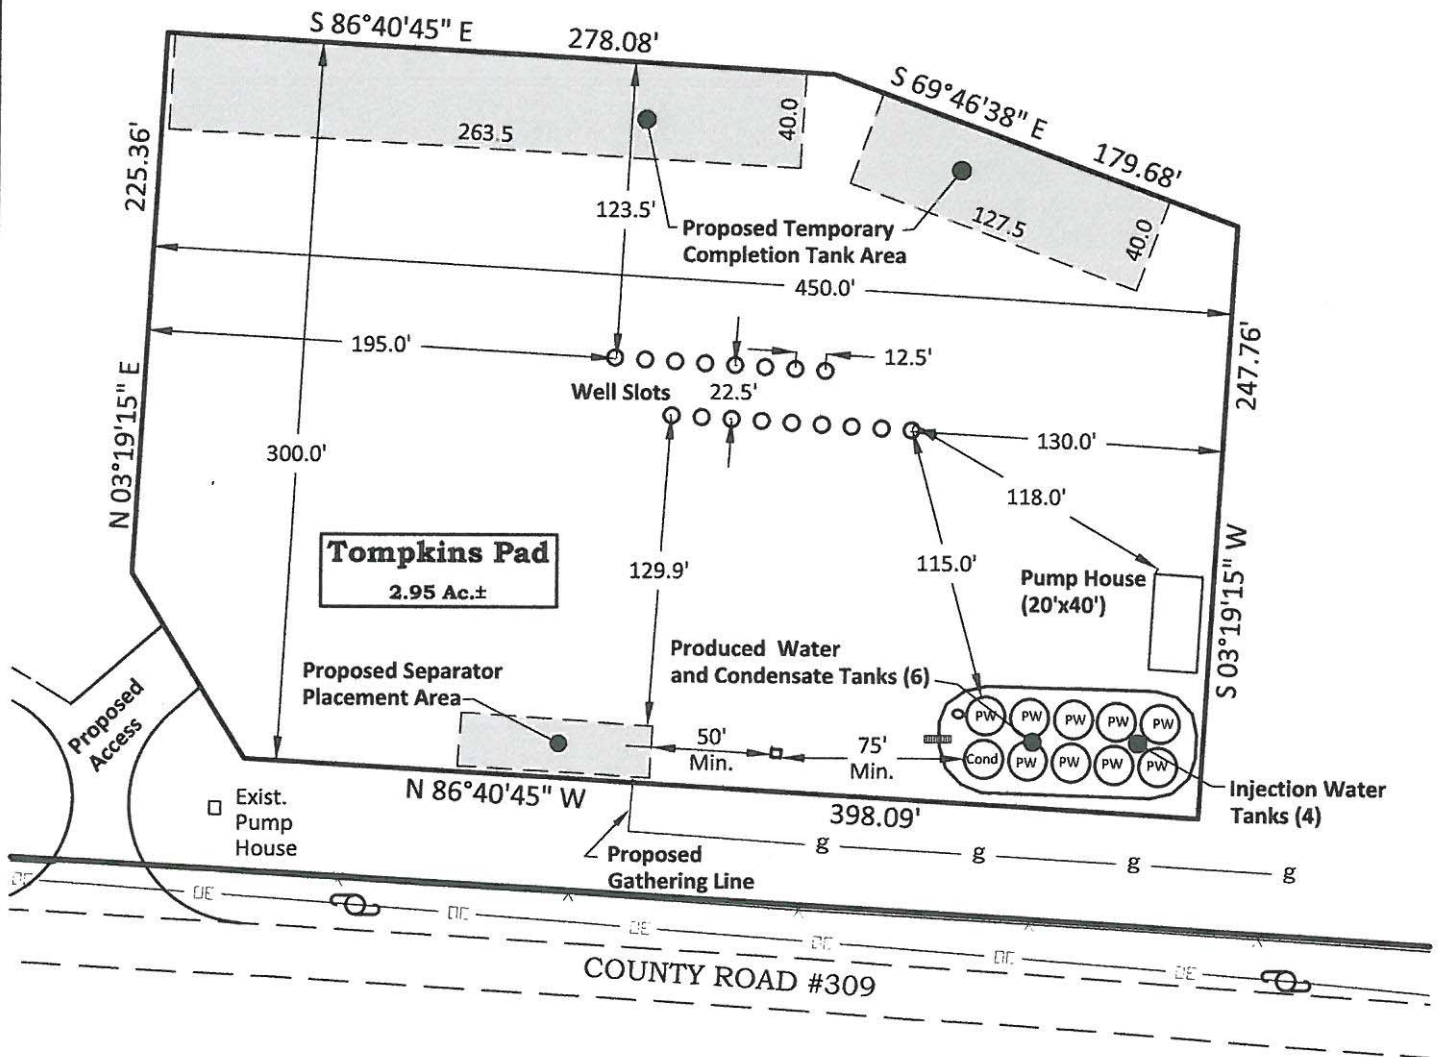 S 86°40'45" E
278.08'
S 69°46'38" E
179.68'
263.5
40.0
225.36'
123.5'
Proposed Temporary
Completion Tank Area
127.5
40.0
450.0'
195.0'
12.5'
Well Slots
22.5'
247.76'
N 03°19'15" E
300.0'
130.0'
118.0'
Tompkins Pad
2.95 Ac.±
129.9'
115.0'
Pump House
(20'x40')
S 03°19'15" W
Produced Water
and Condensate Tanks (6)
Proposed Separator
Placement Area
Proposed
Access
50'
Min.
75'
Min.
PW
PW
PW
PW
PW
Cond
PW
PW
PW
PW
Injection Water
Tanks (4)
N 86°40'45" W
398.09'
Exist.
Pump
House
Proposed
Gathering Line
g
g
g
g
OE
OE
OE
OE
COUNTY ROAD #309